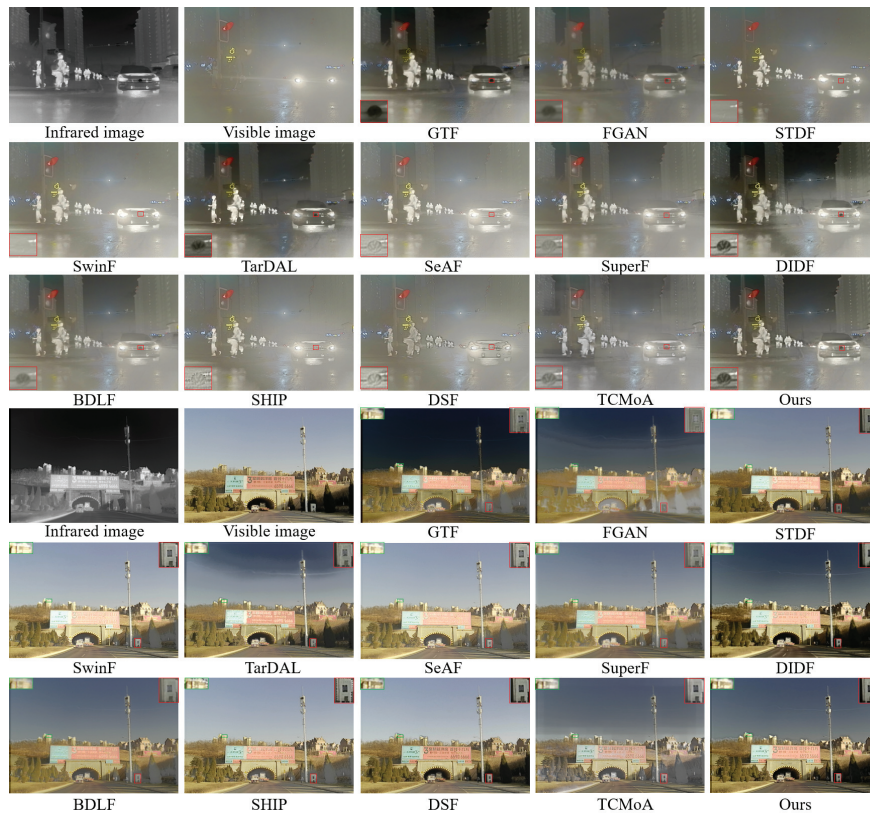 Infrared image Visible image GTF FGAN STDF
SwinF TarDAL SeAF SuperF DIDF
BDLF SHIP DSF TCMoA Ours
Infrared image Visible image GTF FGAN STDF
SwinF TarDAL SeAF SuperF DIDF
BDLF SHIP DSF TCMoA Ours